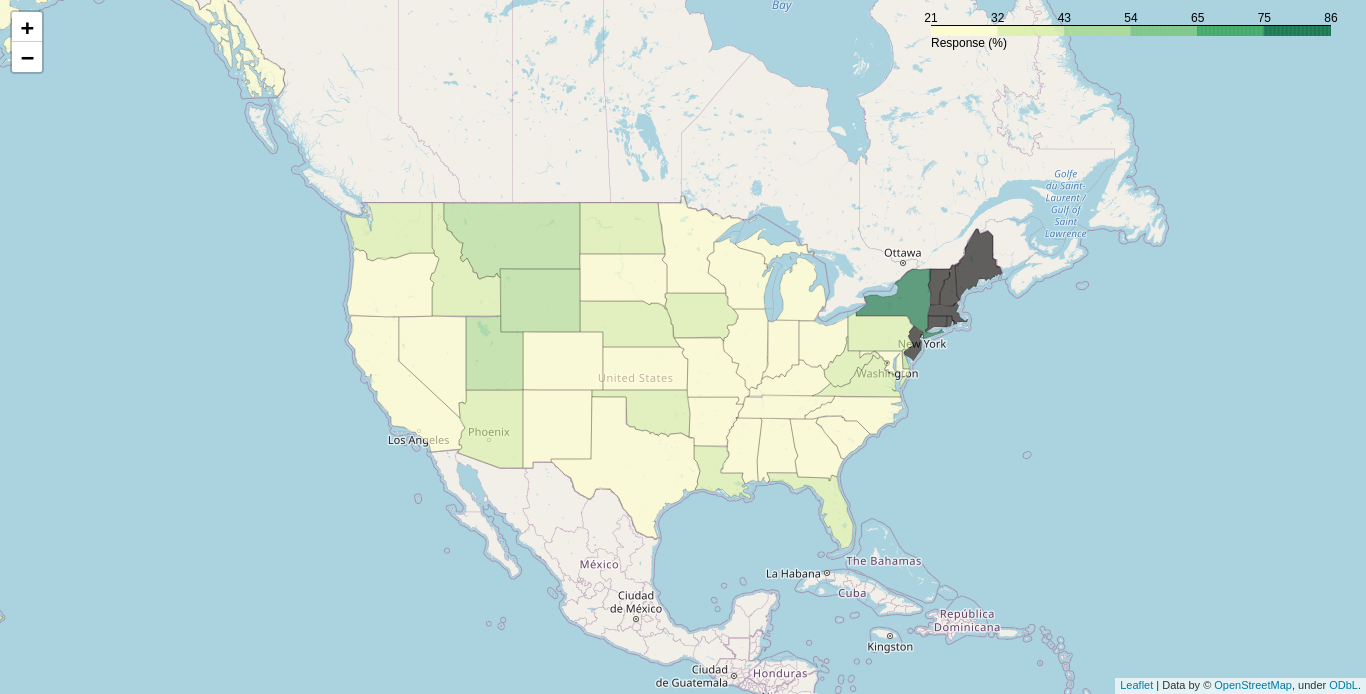 Bay
+
−
21 32 43 54 65 75 86
Response (%)
Golfe
du Saint-
Laurent /
Gulf of
Saint
Lawrence
Ottawa
New York
Washington
United States
Phoenix
Los Angeles
México
Ciudad
de México
La Habana
The Bahamas
Cuba
República
Dominicana
Kingston
Ciudad
de Guatemala
Honduras
Leaflet | Data by © OpenStreetMap, under ODbL.